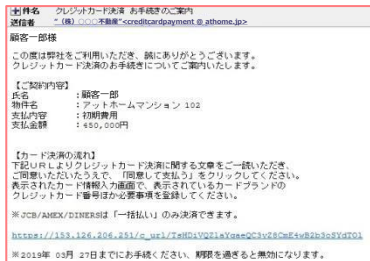 件名 クレジットカード決済 お手続きのご案内
送信者 "（株）○○○不動産"<creditcardpayment @ athome.jp>
顧客一郎様
この度は弊社をご利用いただき、誠にありがとうございます。
クレジットカード決済のお手続きについてご案内いたします。
【ご契約内容】
氏名 ：顧客一郎
物件名 ：アットホームマンション 102
支払内容 ：初期費用
支払金額 ：450,000円
【カード決済の流れ】
下記ＵＲＬよりクレジットカード決済に関する文章をご一読いただき、
ご同意いただいたうえで、「同意して支払う」をクリックしてください。
表示されたカード情報入力画面で、表示されているカードブランドの
クレジットカード番号ほか必要事項を登録してください。
※JCB/AMEX/DINERSは「一括払い」のみ決済できます。
※2019年 03月 27日までにお手続ください、期限を過ぎると無効になります。